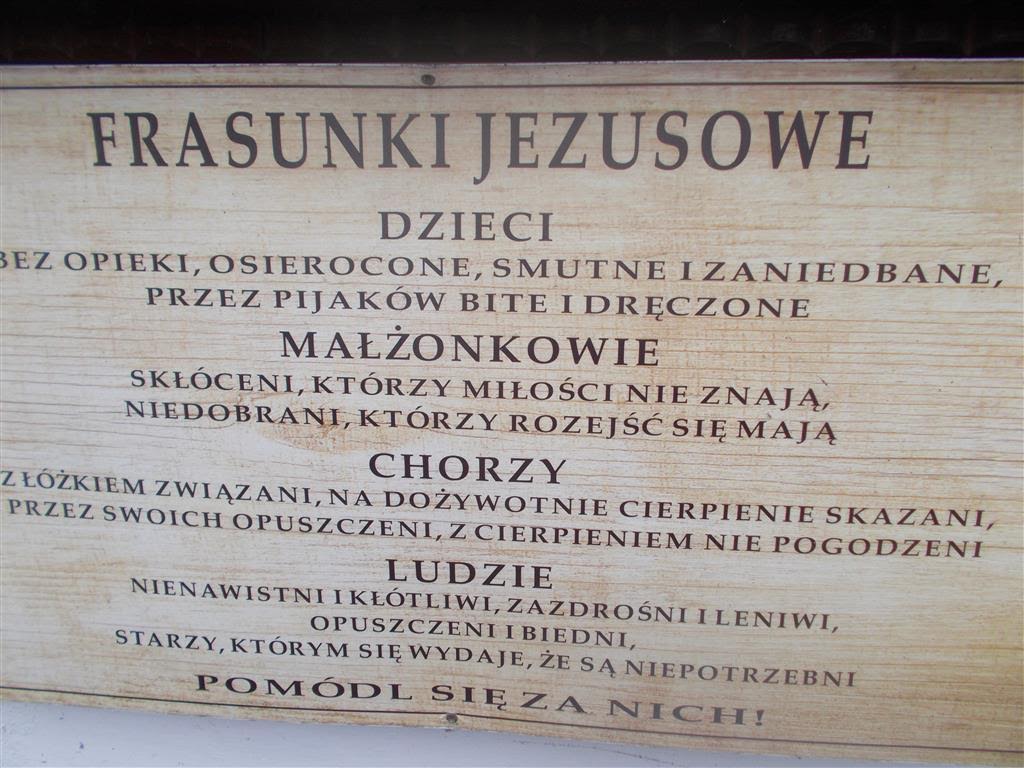 FRASUNKI JEZUSOWE
DZIECI
BEZ OPIEKI, OSIEROCONE, SMUTNE I ZANIEDBANE,
PRZEZ PIJAKÓW BITE I DRĘCZONE
MAŁŻONKOWIE
SKŁÓCENI, KTÓRZY MIŁOŚCI NIE ZNAJĄ,
NIEDOBRANI, KTÓRZY ROZEJŚĆ SIĘ MAJĄ
CHORZY
Z ŁÓŻKIEM ZWIĄZANI, NA DOŻYWOTNIE CIERPIENIE SKAZANI,
PRZEZ SWOICH OPUSZCZENI, Z CIERPIENIEM NIE POGODZENI
LUDZIE
NIENAWISTNI I KŁÓTLIWI, ZAZDROŚNI I LENIWI,
OPUSZCZENI I BIEDNI,
STARZY, KTÓRYM SIĘ WYDAJE, ŻE SĄ NIEPOTRZEBNI
POMÓDL SIĘ ZA NICH!